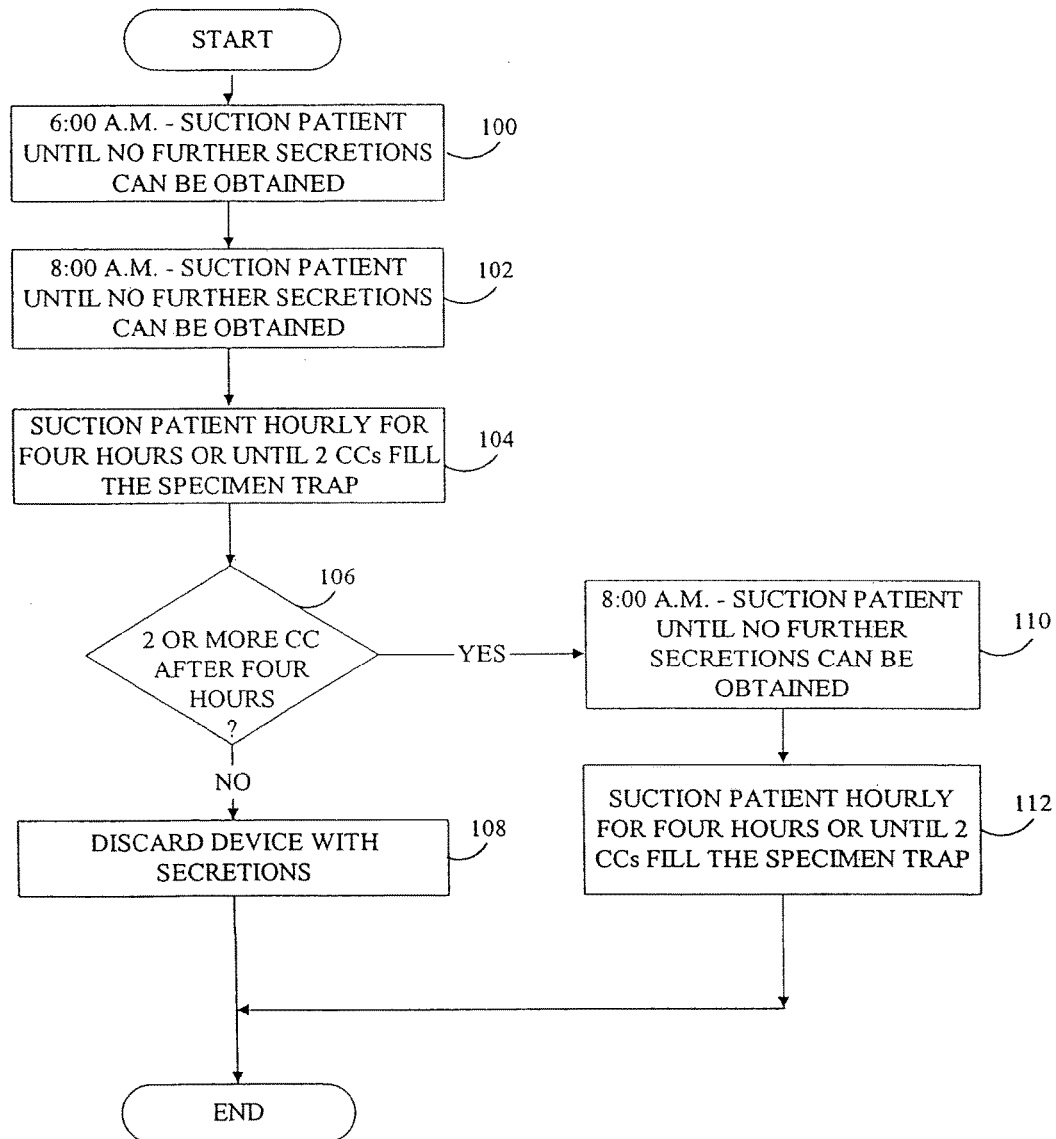 START
6:00 A.M. - SUCTION PATIENT
UNTIL NO FURTHER SECRETIONS
CAN BE OBTAINED
100
8:00 A.M. - SUCTION PATIENT
UNTIL NO FURTHER SECRETIONS
CAN BE OBTAINED
102
SUCTION PATIENT HOURLY FOR
FOUR HOURS OR UNTIL 2 CCs FILL
THE SPECIMEN TRAP
104
106
2 OR MORE CC
AFTER FOUR
HOURS
?
YES
8:00 A.M. - SUCTION PATIENT
UNTIL NO FURTHER
SECRETIONS CAN BE
OBTAINED
110
NO
DISCARD DEVICE WITH
SECRETIONS
108
SUCTION PATIENT HOURLY
FOR FOUR HOURS OR UNTIL 2
CCs FILL THE SPECIMEN TRAP
112
END